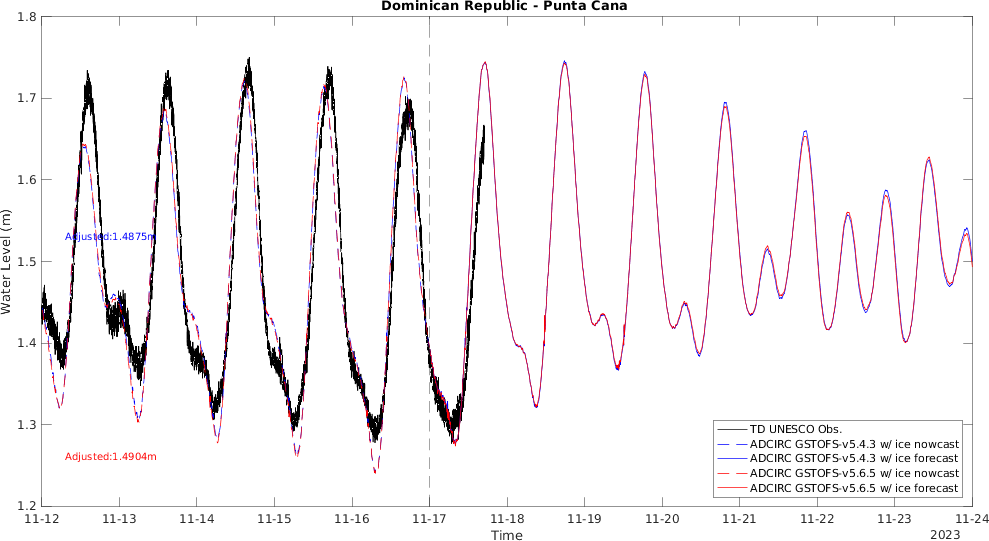 Dominican Republic - Punta Cana
Water Level (m)
1.8
1.7
1.6
1.5
1.4
1.3
1.2
Adjusted:1.4875m
Adjusted:1.4904m
TD UNESCO Obs.
ADCIRC GSTOFS-v5.4.3 w/ ice nowcast
ADCIRC GSTOFS-v5.4.3 w/ ice forecast
ADCIRC GSTOFS-v5.6.5 w/ ice nowcast
ADCIRC GSTOFS-v5.6.5 w/ ice forecast
11-12 11-13 11-14 11-15 11-16 11-17 11-18 11-19 11-20 11-21 11-22 11-23 11-24
Time
2023